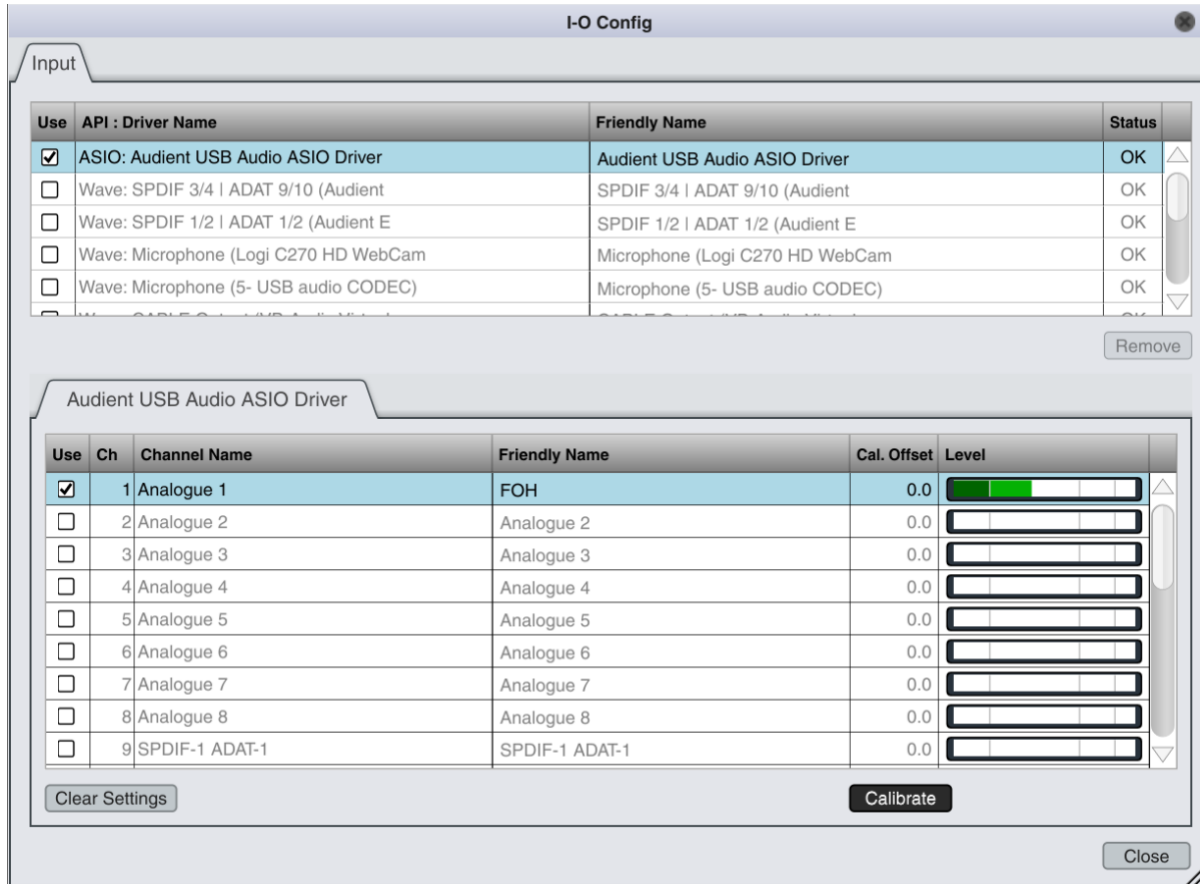 I-O Config
Input
Use API : Driver Name Friendly Name Status
ASIO: Audient USB Audio ASIO Driver Audient USB Audio ASIO Driver OK
Wave: SPDIF 3/4 | ADAT 9/10 (Audient SPDIF 3/4 | ADAT 9/10 (Audient OK
Wave: SPDIF 1/2 | ADAT 1/2 (Audient E SPDIF 1/2 | ADAT 1/2 (Audient E OK
Wave: Microphone (Logi C270 HD WebCam Microphone (Logi C270 HD WebCam OK
Wave: Microphone (5- USB audio CODEC) Microphone (5- USB audio CODEC) OK
Remove
Audient USB Audio ASIO Driver
Use Ch Channel Name Friendly Name Cal. Offset Level
1 Analogue 1 FOH 0.0
2 Analogue 2 Analogue 2 0.0
3 Analogue 3 Analogue 3 0.0
4 Analogue 4 Analogue 4 0.0
5 Analogue 5 Analogue 5 0.0
6 Analogue 6 Analogue 6 0.0
7 Analogue 7 Analogue 7 0.0
8 Analogue 8 Analogue 8 0.0
9 SPDIF-1 ADAT-1 SPDIF-1 ADAT-1 0.0
Clear Settings Calibrate
Close